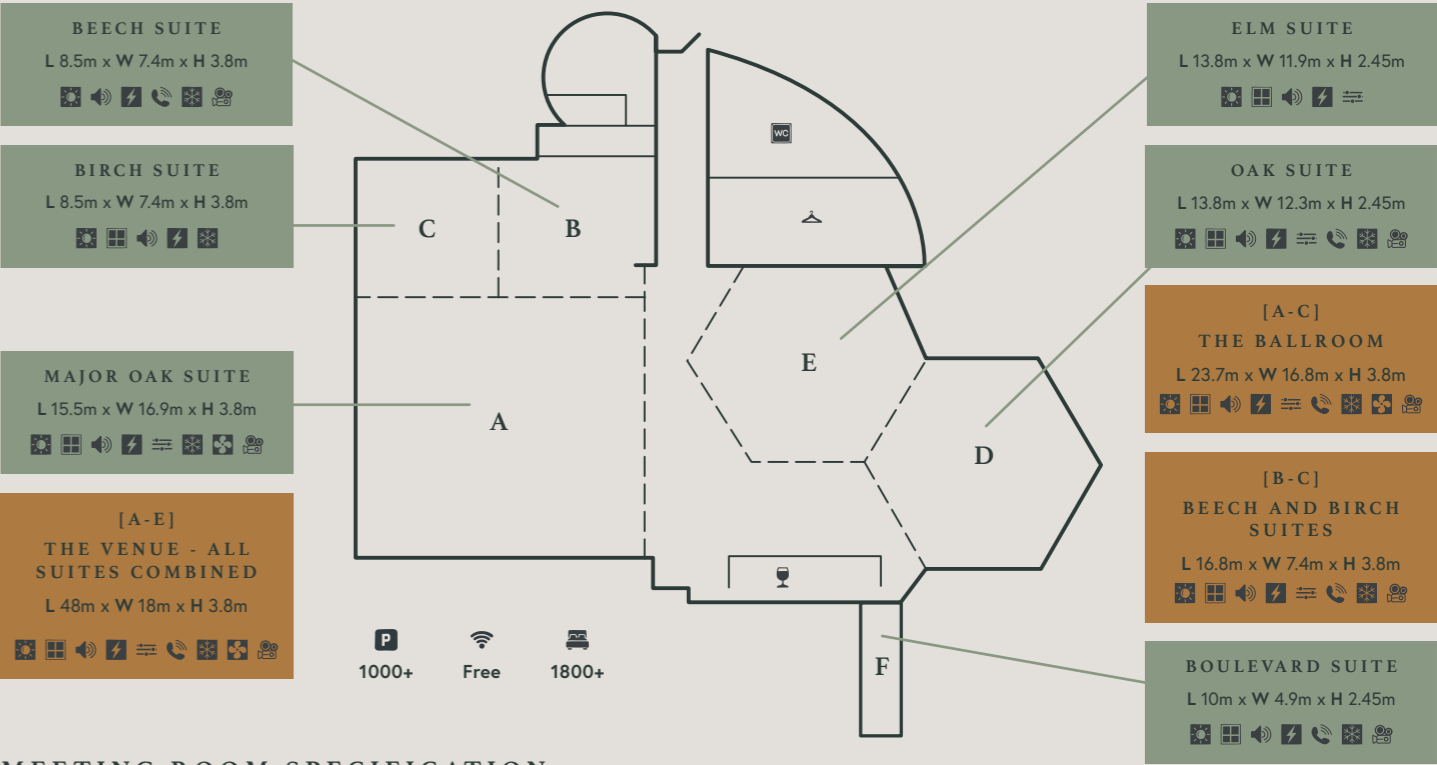 BEECH SUITE
L 8.5m x W 7.4m x H 3.8m
BIRCH SUITE
L 8.5m x W 7.4m x H 3.8m
MAJOR OAK SUITE
L 15.5m x W 16.9m x H 3.8m
[A-E]
THE VENUE - ALL
SUITES COMBINED
L 48m x W 18m x H 3.8m
WC
C
B
E
A
D
F
P
1000+
Free
1800+
ELM SUITE
L 13.8m x W 11.9m x H 2.45m
OAK SUITE
L 13.8m x W 12.3m x H 2.45m
[A-C]
THE BALLROOM
L 23.7m x W 16.8m x H 3.8m
[B-C]
BEECH AND BIRCH
SUITES
L 16.8m x W 7.4m x H 3.8m
BOULEVARD SUITE
L 10m x W 4.9m x H 2.45m
MEETING ROOM SPECIFICATION